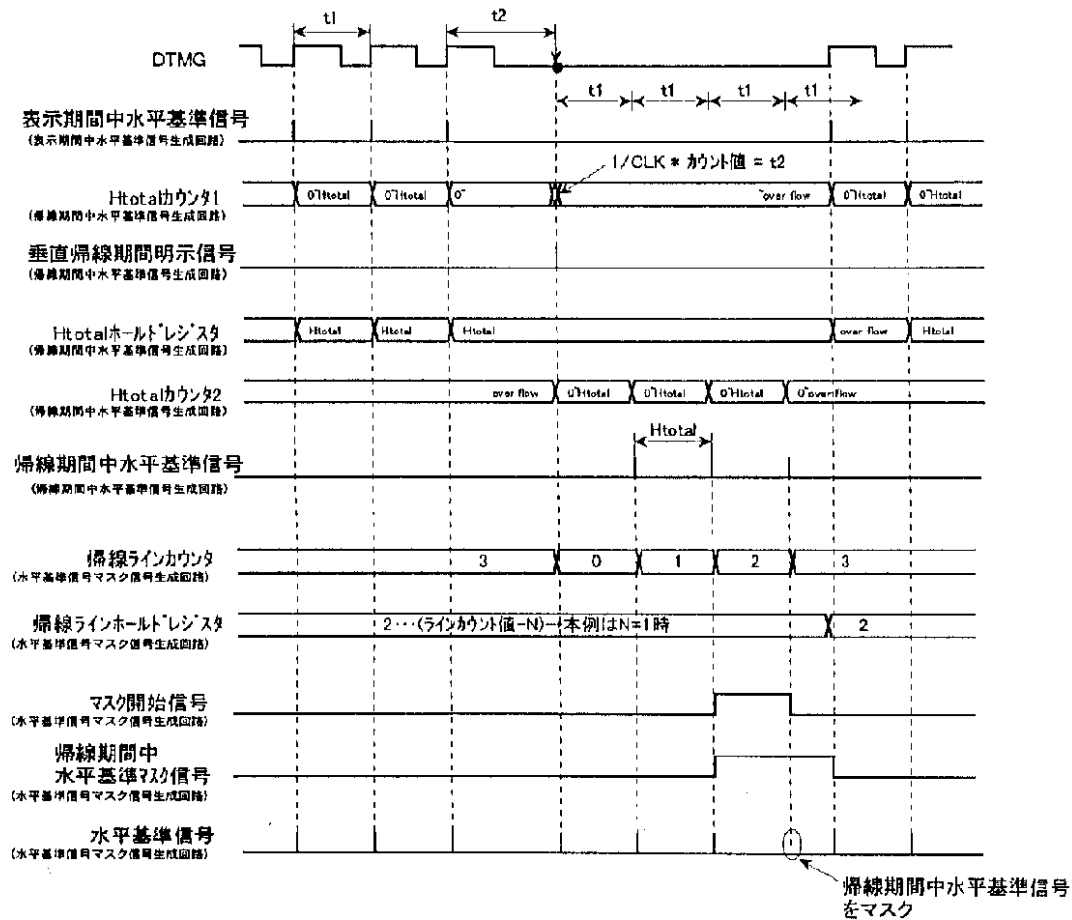 t1
t2
DTMG
t1 t1 t1 t1
表示期間中水平基準信号
(表示期間中水平基準信号生成回路)
1/CLK * カウント値 = t2
Htotalカウンタ1
(帰線期間中水平基準信号生成回路)
0~Htotal 0~Htotal 0~ ~over flow 0~Htotal 0~Htotal
垂直帰線期間明示信号
(帰線期間中水平基準信号生成回路)
Htotalホールドレジスタ
(帰線期間中水平基準信号生成回路)
Htotal Htotal Htotal over flow Htotal
Htotalカウンタ2
(帰線期間中水平基準信号生成回路)
over flow 0~Htotal 0~Htotal 0~Htotal 0~overflow
Htotal
帰線期間中水平基準信号
(帰線期間中水平基準信号生成回路)
帰線ラインカウンタ
(水平基準信号マスク信号生成回路)
3 0 1 2 3
帰線ラインホールドレジスタ
(水平基準信号マスク信号生成回路)
2…(ラインカウント値-N)…本例はN=1時 2
マスク開始信号
(水平基準信号マスク信号生成回路)
帰線期間中
水平基準マスク信号
(水平基準信号マスク信号生成回路)
水平基準信号
(水平基準信号マスク信号生成回路)
帰線期間中水平基準信号
をマスク